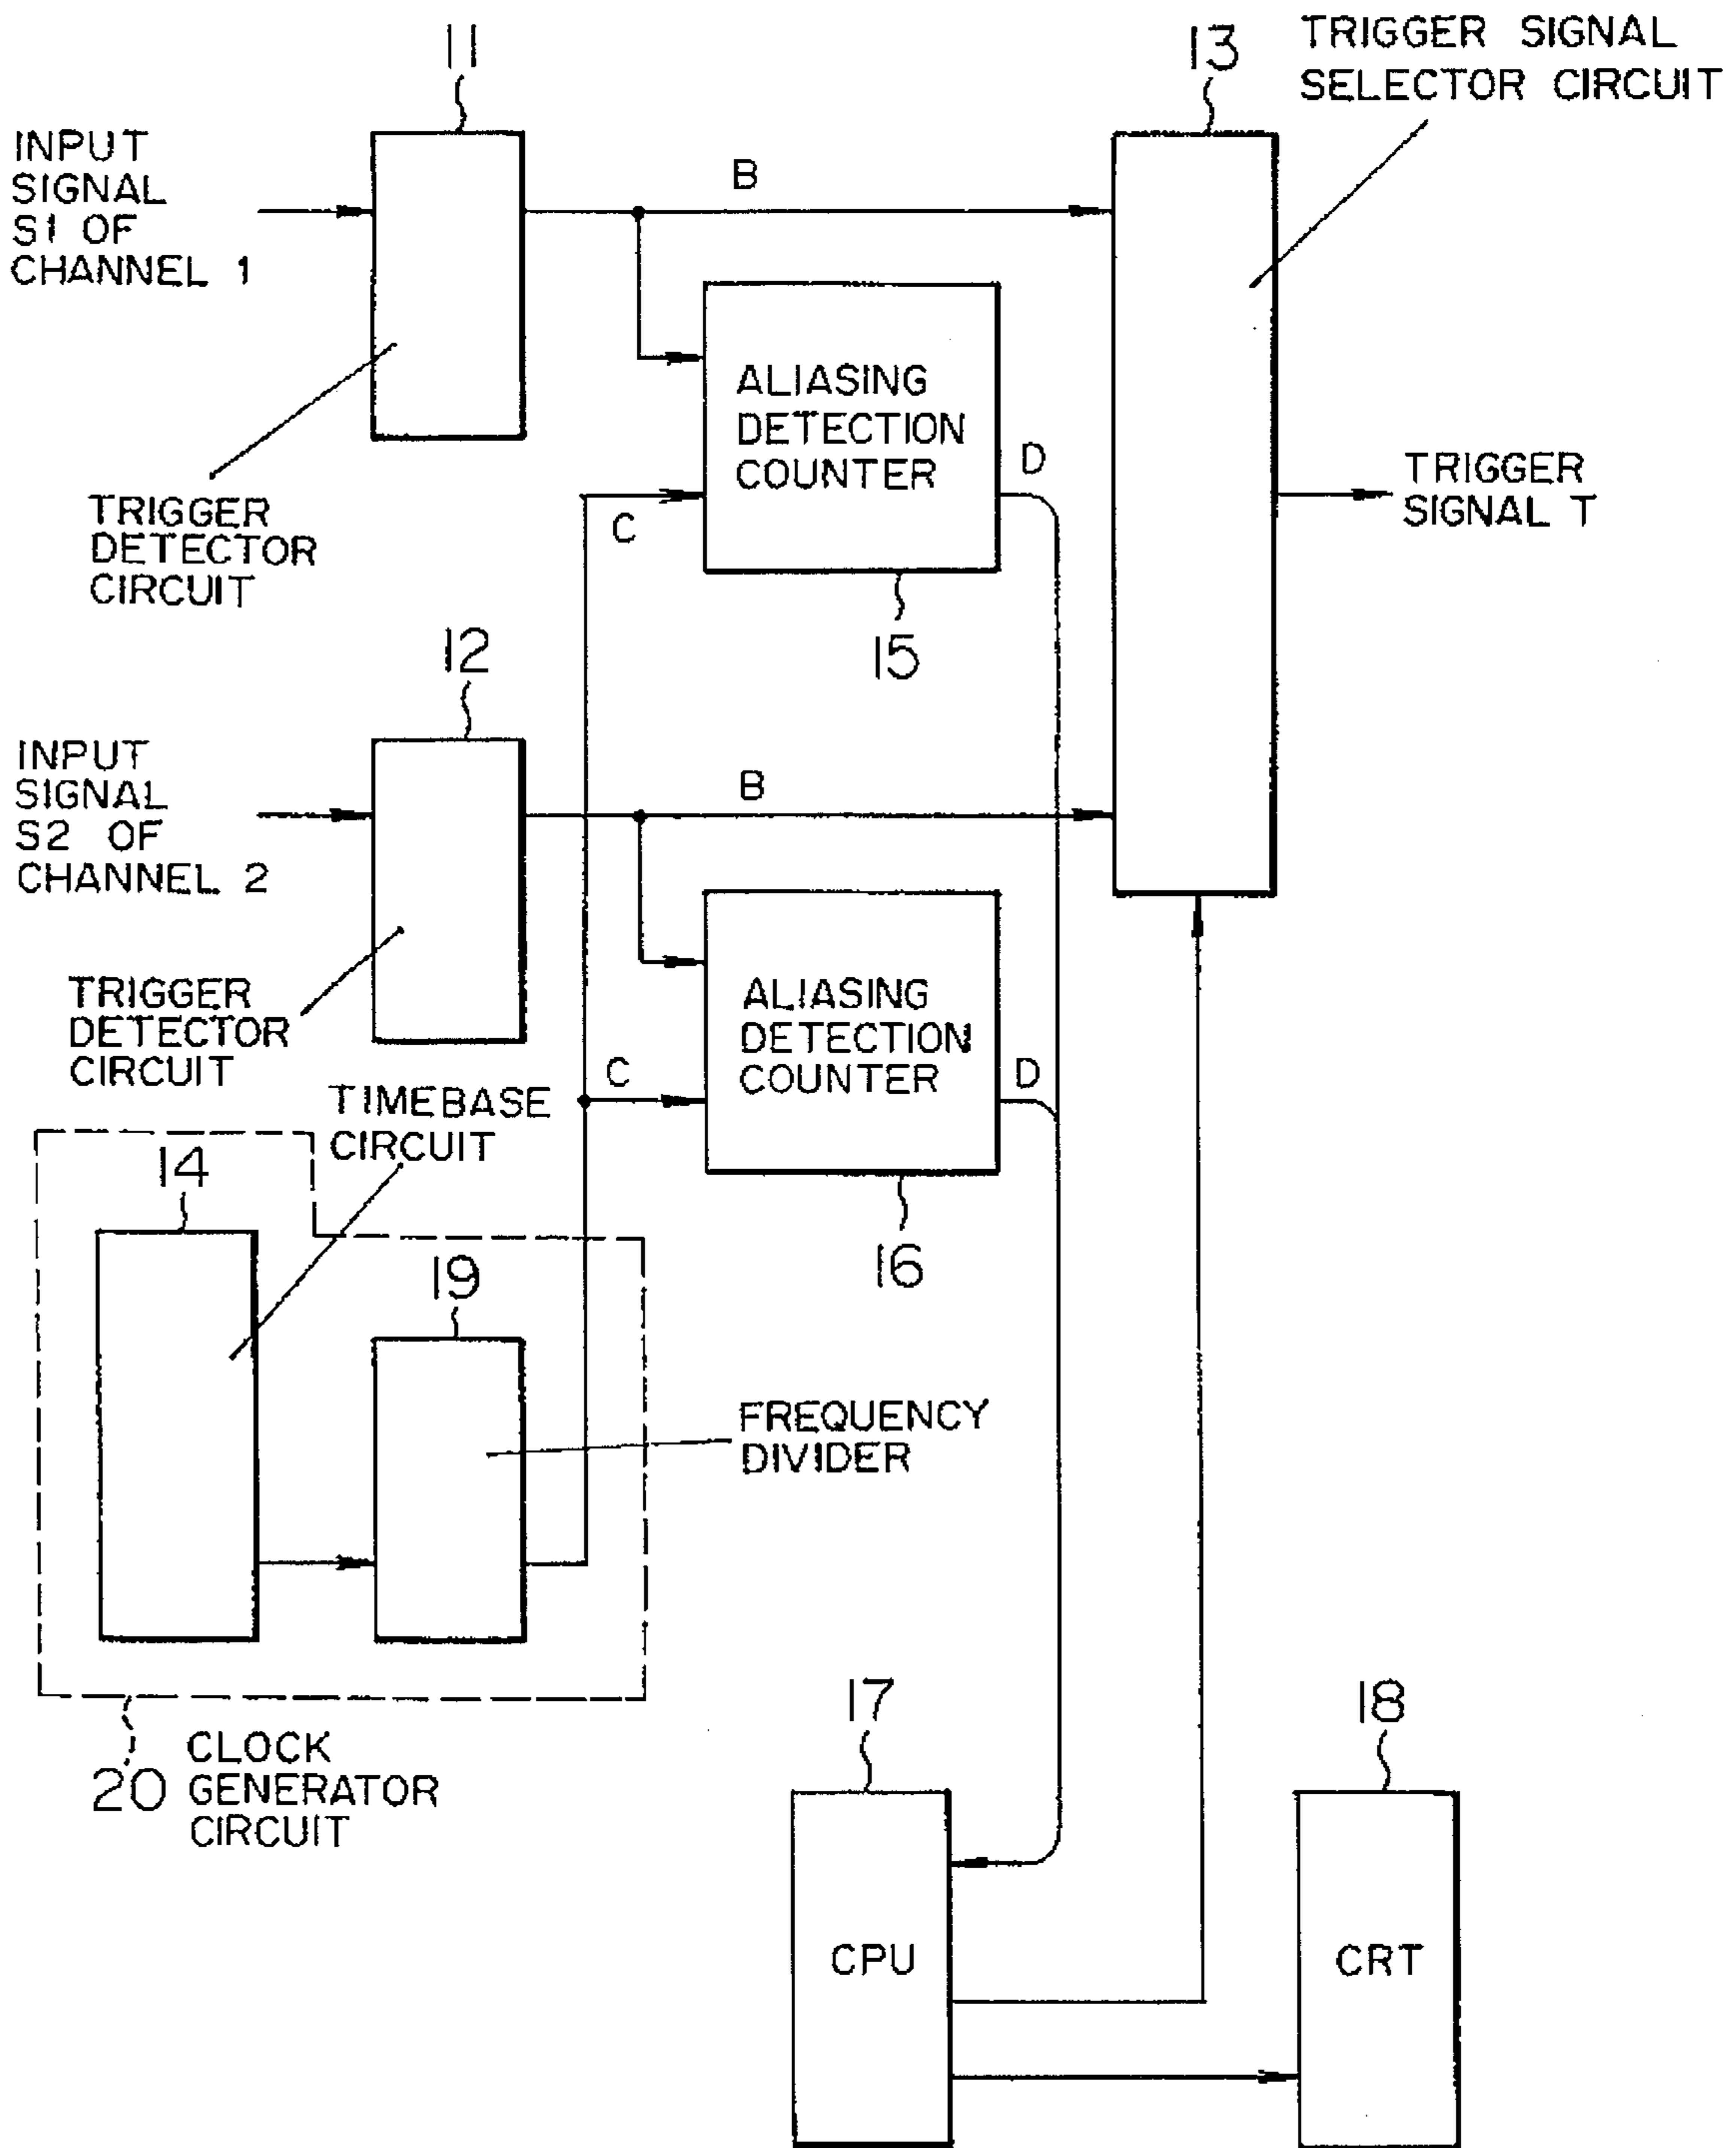 11
13
TRIGGER SIGNAL
SELECTOR CIRCUIT
INPUT
SIGNAL
S1 OF
CHANNEL 1
B
ALIASING
DETECTION
COUNTER
D
C
TRIGGER
SIGNAL T
TRIGGER
DETECTOR
CIRCUIT
15
12
INPUT
SIGNAL
S2 OF
CHANNEL 2
B
ALIASING
DETECTION
COUNTER
D
C
TRIGGER
DETECTOR
CIRCUIT
16
TIMEBASE
CIRCUIT
14
19
FREQUENCY
DIVIDER
20
CLOCK
GENERATOR
CIRCUIT
17
18
CPU
CRT